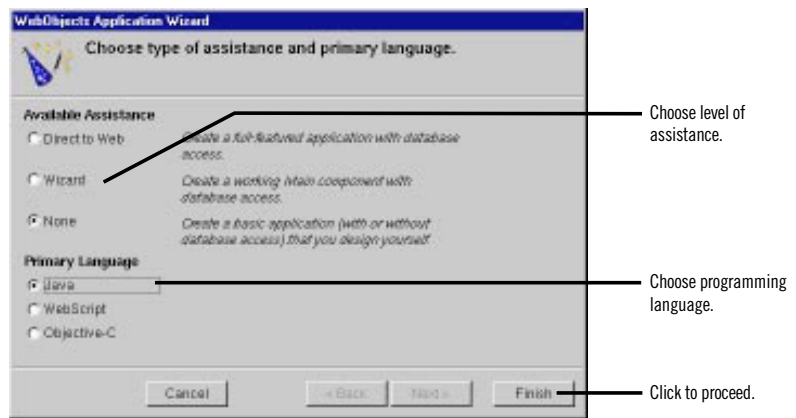 WebObjects Application Wizard
Choose type of assistance and primary language.
Available Assistance
Direct to Web
Create a full-featured application with database
access.
Wizard
Create a working Main component with
database access.
None
Create a basic application (with or without
database access) that you design yourself
Primary Language
Java
WebScript
Objective-C
Cancel
< Back
Next >
Finish
Choose level of
assistance.
Choose programming
language.
Click to proceed.